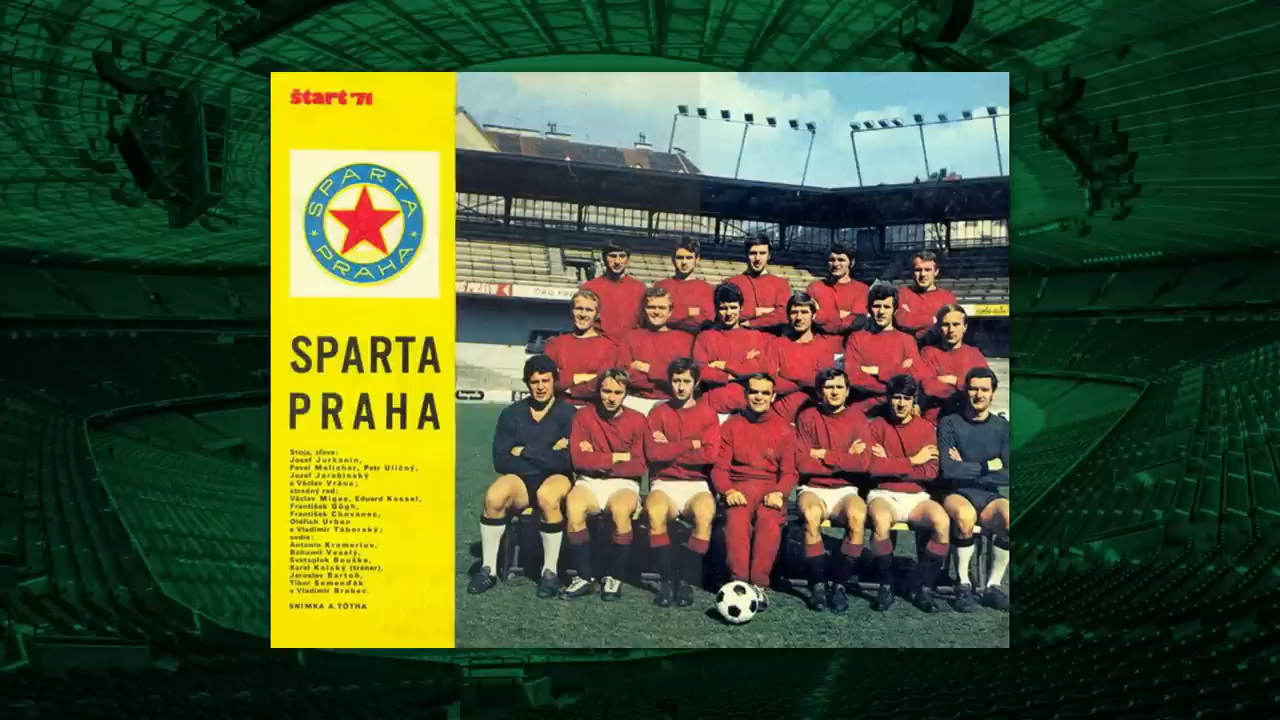 štart '71
SPARTA
PRAHA
SPARTA
PRAHA
Stoja, zľava:
Josef Jurkanin,
Pavel Melichar, Petr Uličný,
Jozef Jarabinský
a Václav Vrána;
stredný rad:
Václav Migas, Eduard Kessel,
František Gögh,
František Chovanec,
Oldřich Urban
a Vladimír Táborský;
sedia:
Antonín Kramerius,
Bohumil Veselý,
Svatopluk Bouška,
Karel Kolský (tréner),
Jaroslav Bartoň,
Tibor Semenďák
a Vladimír Brabec.
SNÍMKA A. TÓTHA